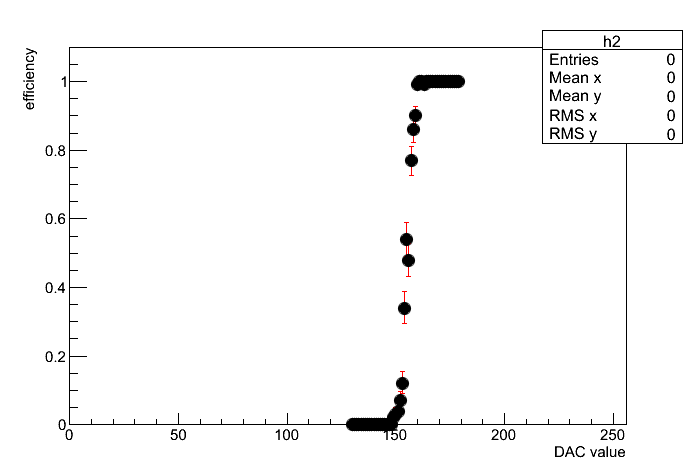 efficiency
h2
Entries 0
Mean x 0
Mean y 0
RMS x 0
RMS y 0
1
0.8
0.6
0.4
0.2
0
0 50 100 150 200 250
DAC value